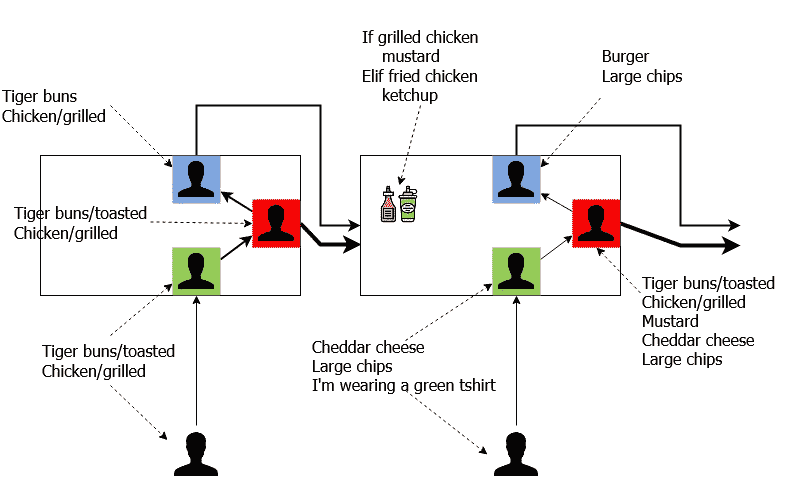 If grilled chicken
mustard
Elif fried chicken
ketchup
Burger
Large chips
Tiger buns
Chicken/grilled
Tiger buns/toasted
Chicken/grilled
Tiger buns/toasted
Chicken/grilled
Mustard
Cheddar cheese
Large chips
Tiger buns/toasted
Chicken/grilled
Cheddar cheese
Large chips
I'm wearing a green tshirt